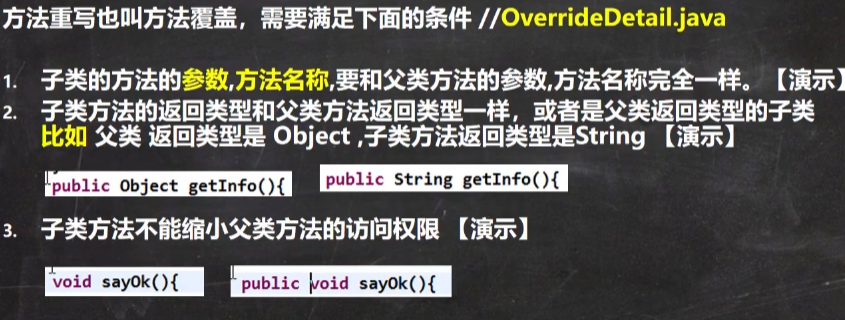 方法重写也叫方法覆盖，需要满足下面的条件 //OverrideDetail.java
1. 子类的方法的参数,方法名称,要和父类方法的参数,方法名称完全一样。【演示】
2. 子类方法的返回类型和父类方法返回类型一样，或者是父类返回类型的子类
比如 父类 返回类型是 Object ,子类方法返回类型是String 【演示】
public Object getInfo(){ public String getInfo(){
3. 子类方法不能缩小父类方法的访问权限 【演示】
void sayOk(){ public void sayOk(){